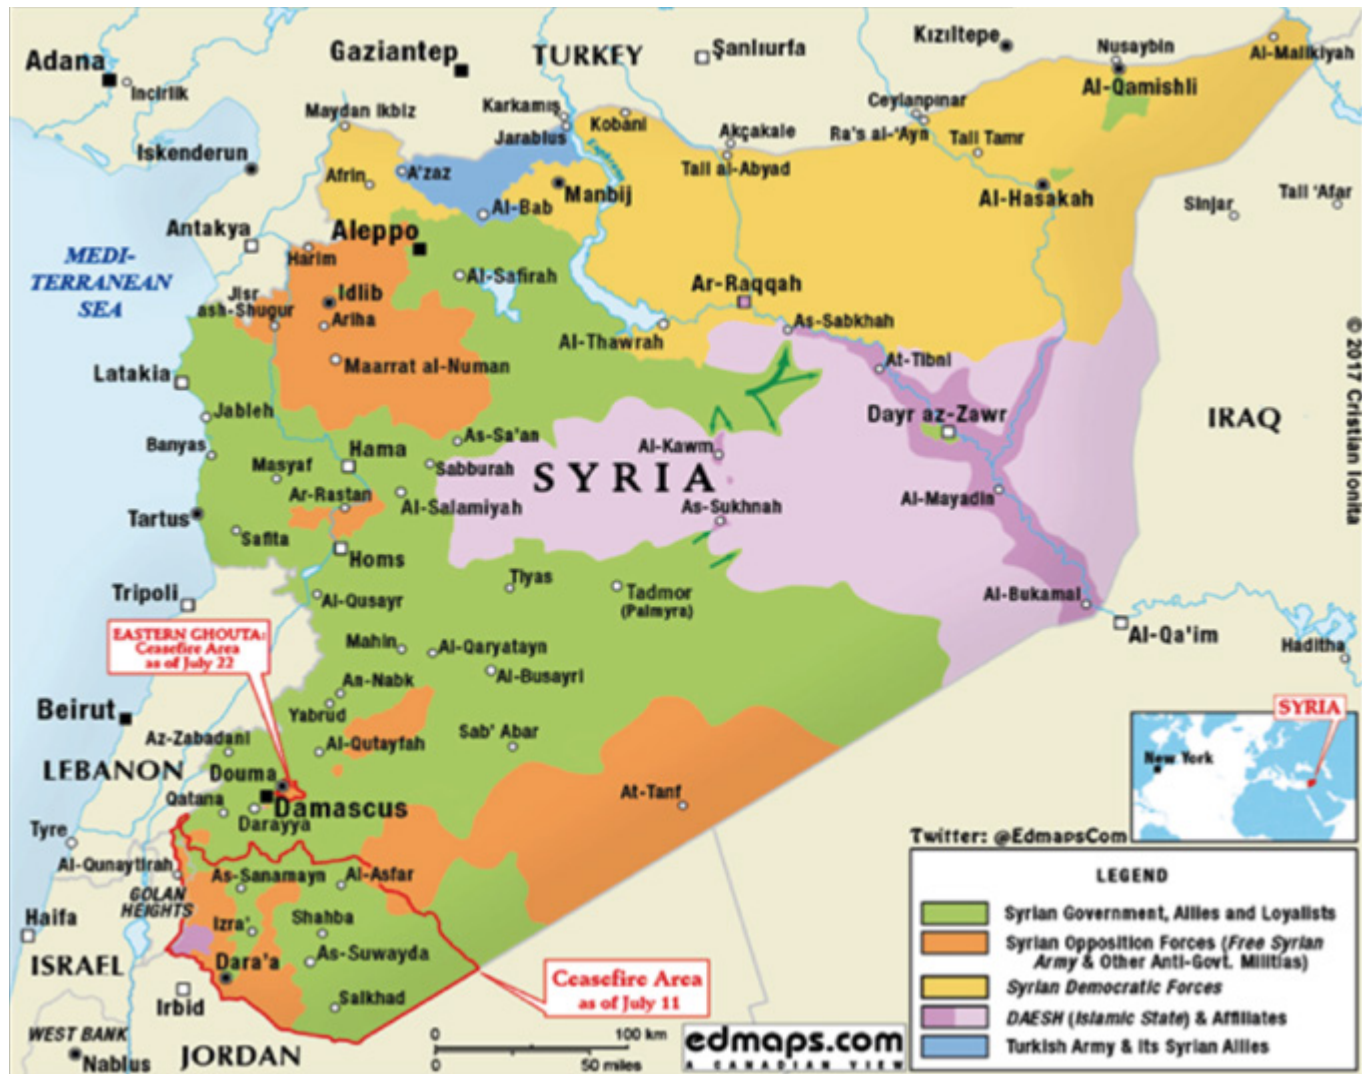 Adana
Incirlik
Gaziantep
TURKEY
Şanlıurfa
Kızıltepe
Nusaybin
Al-Malikiyah
Al-Qamishli
Maydan Ikbiz
Karkamış
Jarablus
Kobani
Akçakale
Ceylanpınar
Ra's al-'Ayn
Tall Tamr
Tall al-Abyad
Iskenderun
Afrin
A'zaz
Euphrates
Manbij
Al-Bab
Al-Hasakah
Sinjar
Tall 'Afar
Antakya
Aleppo
Harim
MEDI-
TERRANEAN
SEA
Al-Safirah
Jisr
ash-Shugur
Idlib
Ariha
Ar-Raqqah
As-Sabkhah
Al-Thawrah
At-Tibni
Maarrat al-Numan
Latakia
Jableh
Dayr az-Zawr
IRAQ
Banyas
Hama
As-Sa'an
Al-Kawm
Masyaf
Sabburah
SYRIA
Ar-Rastan
Al-Salamiyah
As-Sukhnah
Al-Mayadin
Tartus
Safita
Homs
Tiyas
Tadmor
(Palmyra)
Tripoli
Al-Qusayr
Al-Bukamal
Al-Qa'im
Haditha
EASTERN GHOUTA:
Ceasefire Area
as of July 22
Mahin
Al-Qaryatayn
Al-Busayri
An-Nabk
Yabrud
Beirut
Az-Zabadani
Al-Qutayfah
Sab' Abar
LEBANON
Douma
Qatana
Damascus
Darayya
At-Tanf
Tyre
Al-Qunaytirah
GOLAN
HEIGHTS
As-Sanamayn
Al-Asfar
Haifa
Izra'
Shahba
As-Suwayda
ISRAEL
Dara'a
Irbid
Salkhad
Ceasefire Area
as of July 11
WEST BANK
Nablus
JORDAN
0 100 km
0 50 miles
edmaps.com
A CANADIAN VIEW
SYRIA
New York
Twitter: @EdmapsCom
LEGEND
Syrian Government, Allies and Loyalists
Syrian Opposition Forces (Free Syrian
Army & Other Anti-Govt. Militias)
Syrian Democratic Forces
DAESH (Islamic State) & Affiliates
Turkish Army & Its Syrian Allies
© 2017 Cristian Ionita